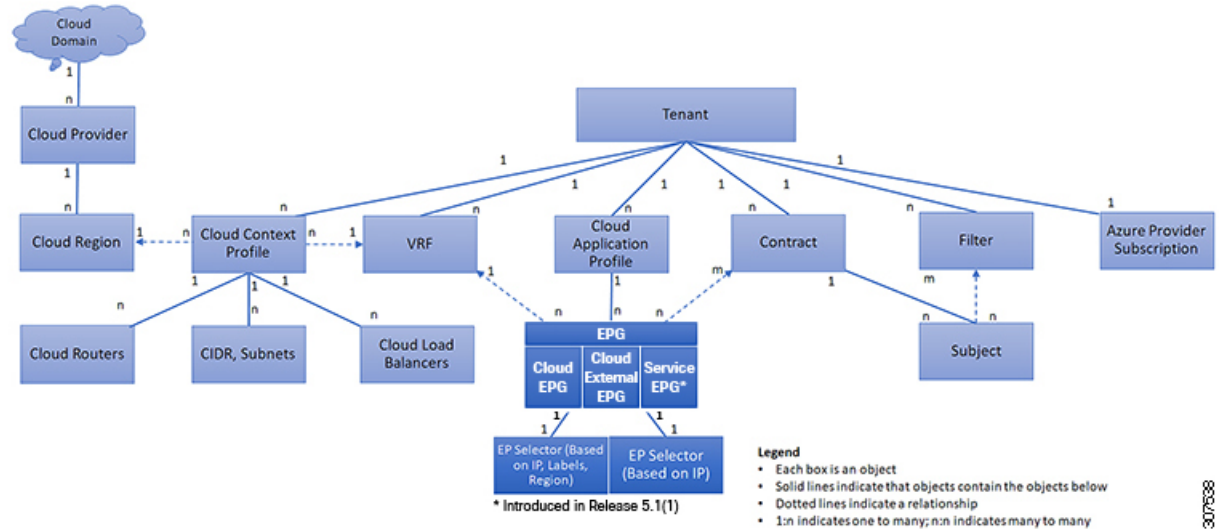 Cloud
Domain
1
n
Cloud Provider
1
n
Cloud Region
Tenant
1
1
1
1
1
1
n
n
n
n
n
1
Cloud Context
Profile
VRF
Cloud
Application
Profile
Contract
Filter
Azure Provider
Subscription
1
n
n
1
1
1
1
1
1
m
1
m
n
n
n
n
n
n
n
n
Cloud Routers
CIDR, Subnets
Cloud Load
Balancers
EPG
Cloud
EPG
Cloud
External
EPG
Service
EPG*
Subject
1
1
1
1
EP Selector (Based
on IP, Labels,
Region)
EP Selector
(Based on IP)
* Introduced in Release 5.1(1)
Legend
• Each box is an object
• Solid lines indicate that objects contain the objects below
• Dotted lines indicate a relationship
• 1:n indicates one to many; n:n indicates many to many
307538